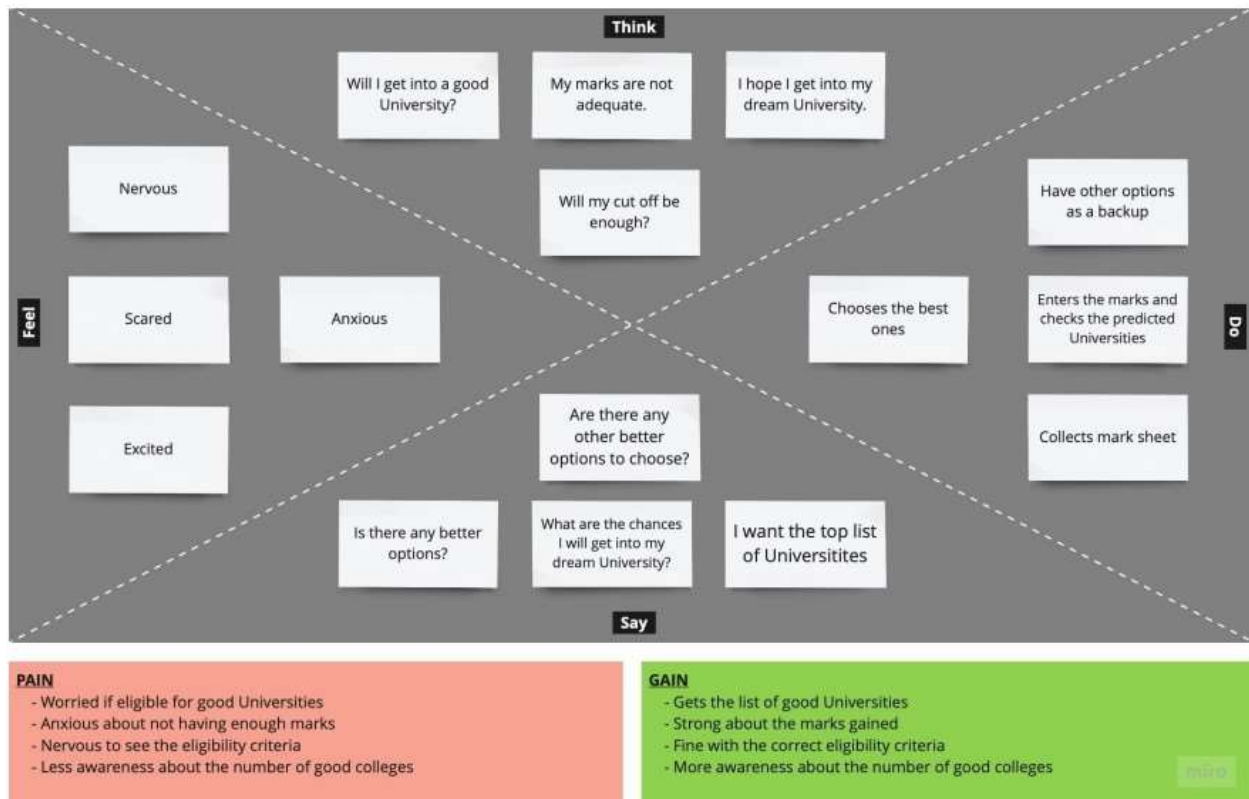 Think
Will I get into a good
University?
My marks are not
adequate.
I hope I get into my
dream University.
Will my cut off be
enough?
Feel
Nervous
Scared
Anxious
Excited
Have other options
as a backup
Chooses the best
ones
Enters the marks and
checks the predicted
Universities
Collects mark sheet
Do
Are there any
other better
options to choose?
Is there any better
options?
What are the chances
I will get into my
dream University?
I want the top list
of Universitites
Say
PAIN
- Worried if eligible for good Universities
- Anxious about not having enough marks
- Nervous to see the eligibility criteria
- Less awareness about the number of good colleges
GAIN
- Gets the list of good Universities
- Strong about the marks gained
- Fine with the correct eligibility criteria
- More awareness about the number of good colleges
miro